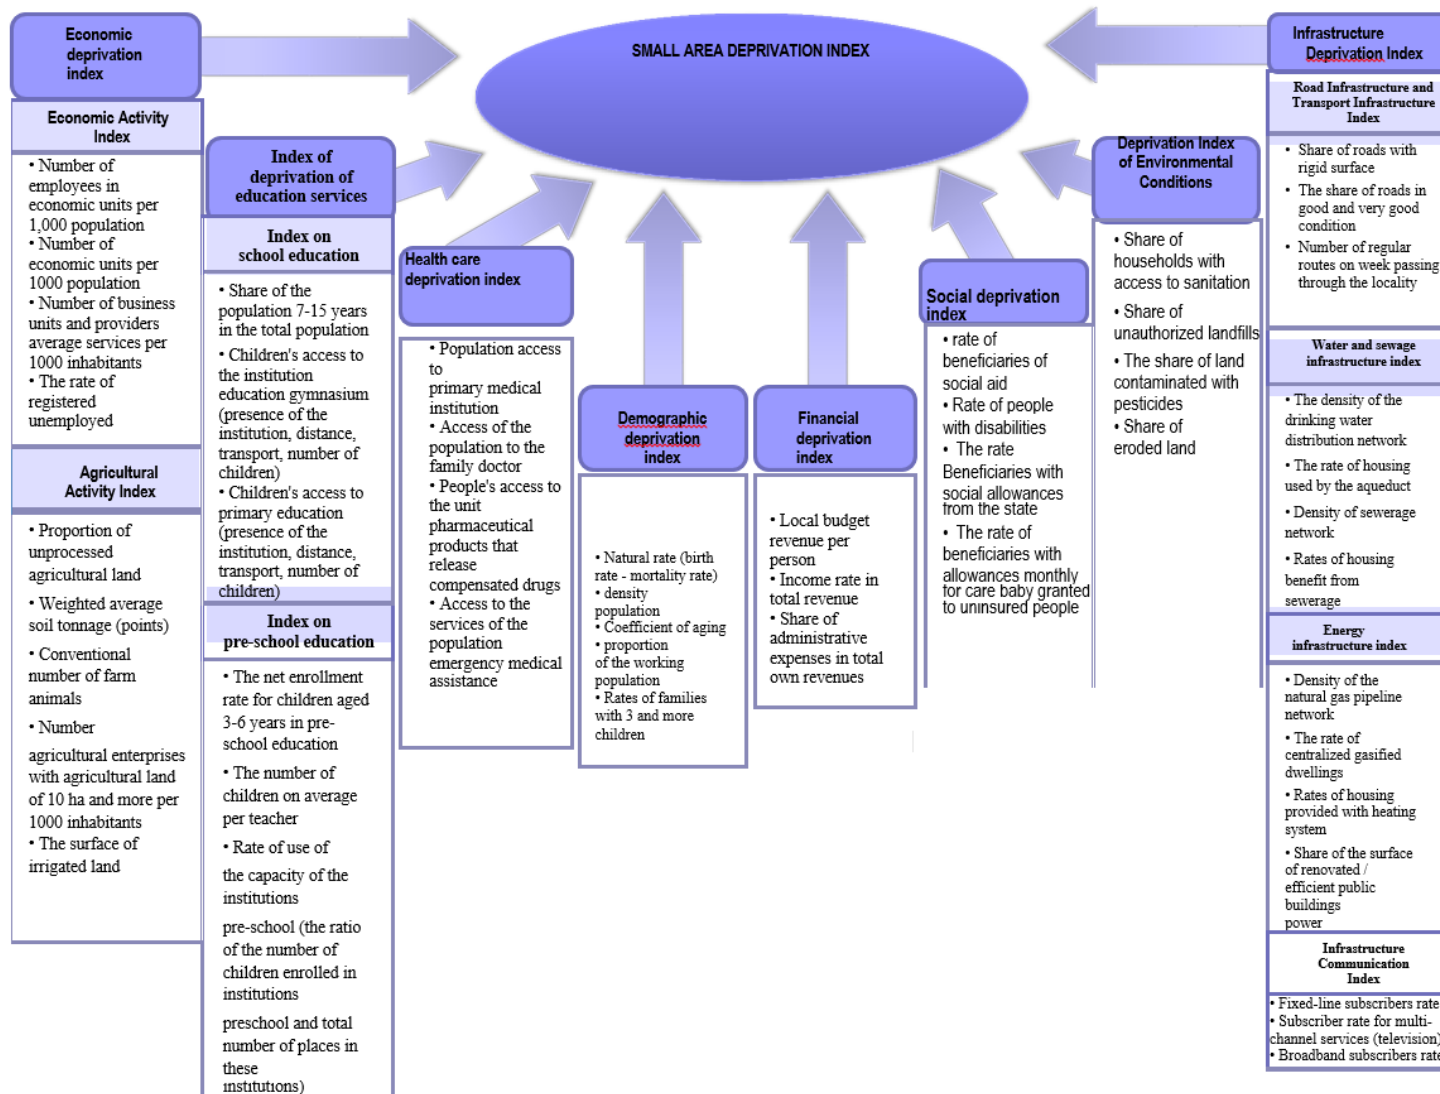 SMALL AREA DEPRIVATION INDEX
Economic
deprivation
index
Economic Activity
Index
• Number of
employees in
economic units per
1,000 population
• Number of
economic units per
1000 population
• Number of business
units and providers
average services per
1000 inhabitants
• The rate of
registered
unemployed
Agricultural
Activity Index
• Proportion of
unprocessed
agricultural land
• Weighted average
soil tonnage (points)
• Conventional
number of farm
animals
• Number
agricultural enterprises
with agricultural land
of 10 ha and more per
1000 inhabitants
• The surface of
irrigated land
Index of
deprivation of
education services
Index on
school education
• Share of the
population 7-15 years
in the total population
• Children's access to
the institution
education gymnasium
(presence of the
institution, distance,
transport, number of
children)
• Children's access to
primary education
(presence of the
institution, distance,
transport, number of
children)
Index on
pre-school education
• The net enrollment
rate for children aged
3-6 years in pre-
school education
• The number of
children on average
per teacher
• Rate of use of
the capacity of the
institutions
pre-school (the ratio
of the number of
children enrolled in
institutions
preschool and total
number of places in
these
institutions)
Health care
deprivation index
• Population access
to
primary medical
institution
• Access of the
population to the
family doctor
• People's access to
the unit
pharmaceutical
products that
release
compensated drugs
• Access to the
services of the
population
emergency medical
assistance
Demographic
deprivation
index
• Natural rate (birth
rate - mortality rate)
• density
population
• Coefficient of aging
• proportion
of the working
population
• Rates of families
with 3 and more
children
Financial
deprivation
index
• Local budget
revenue per
person
• Income rate in
total revenue
• Share of
administrative
expenses in total
own revenues
Social deprivation
index
• rate of
beneficiaries of
social aid
• Rate of people
with disabilities
• The rate
Beneficiaries with
social allowances
from the state
• The rate of
beneficiaries with
allowances monthly
for care baby granted
to uninsured people
Deprivation Index
of Environmental
Conditions
• Share of
households with
access to sanitation
• Share of
unauthorized landfills
• The share of land
contaminated with
pesticides
• Share of
eroded land
Infrastructure
Deprivation Index
Road Infrastructure and
Transport Infrastructure
Index
• Share of roads with
rigid surface
• The share of roads in
good and very good
condition
• Number of regular
routes on week passing
through the locality
Water and sewage
infrastructure index
• The density of the
drinking water
distribution network
• The rate of housing
used by the aqueduct
• Density of sewerage
network
• Rates of housing
benefit from
sewerage
Energy
infrastructure index
• Density of the
natural gas pipeline
network
• The rate of
centralized gasified
dwellings
• Rates of housing
provided with heating
system
• Share of the surface
of renovated /
efficient public
buildings
power
Infrastructure
Communication
Index
• Fixed-line subscribers rate
• Subscriber rate for multi-
channel services (television)
• Broadband subscribers rate